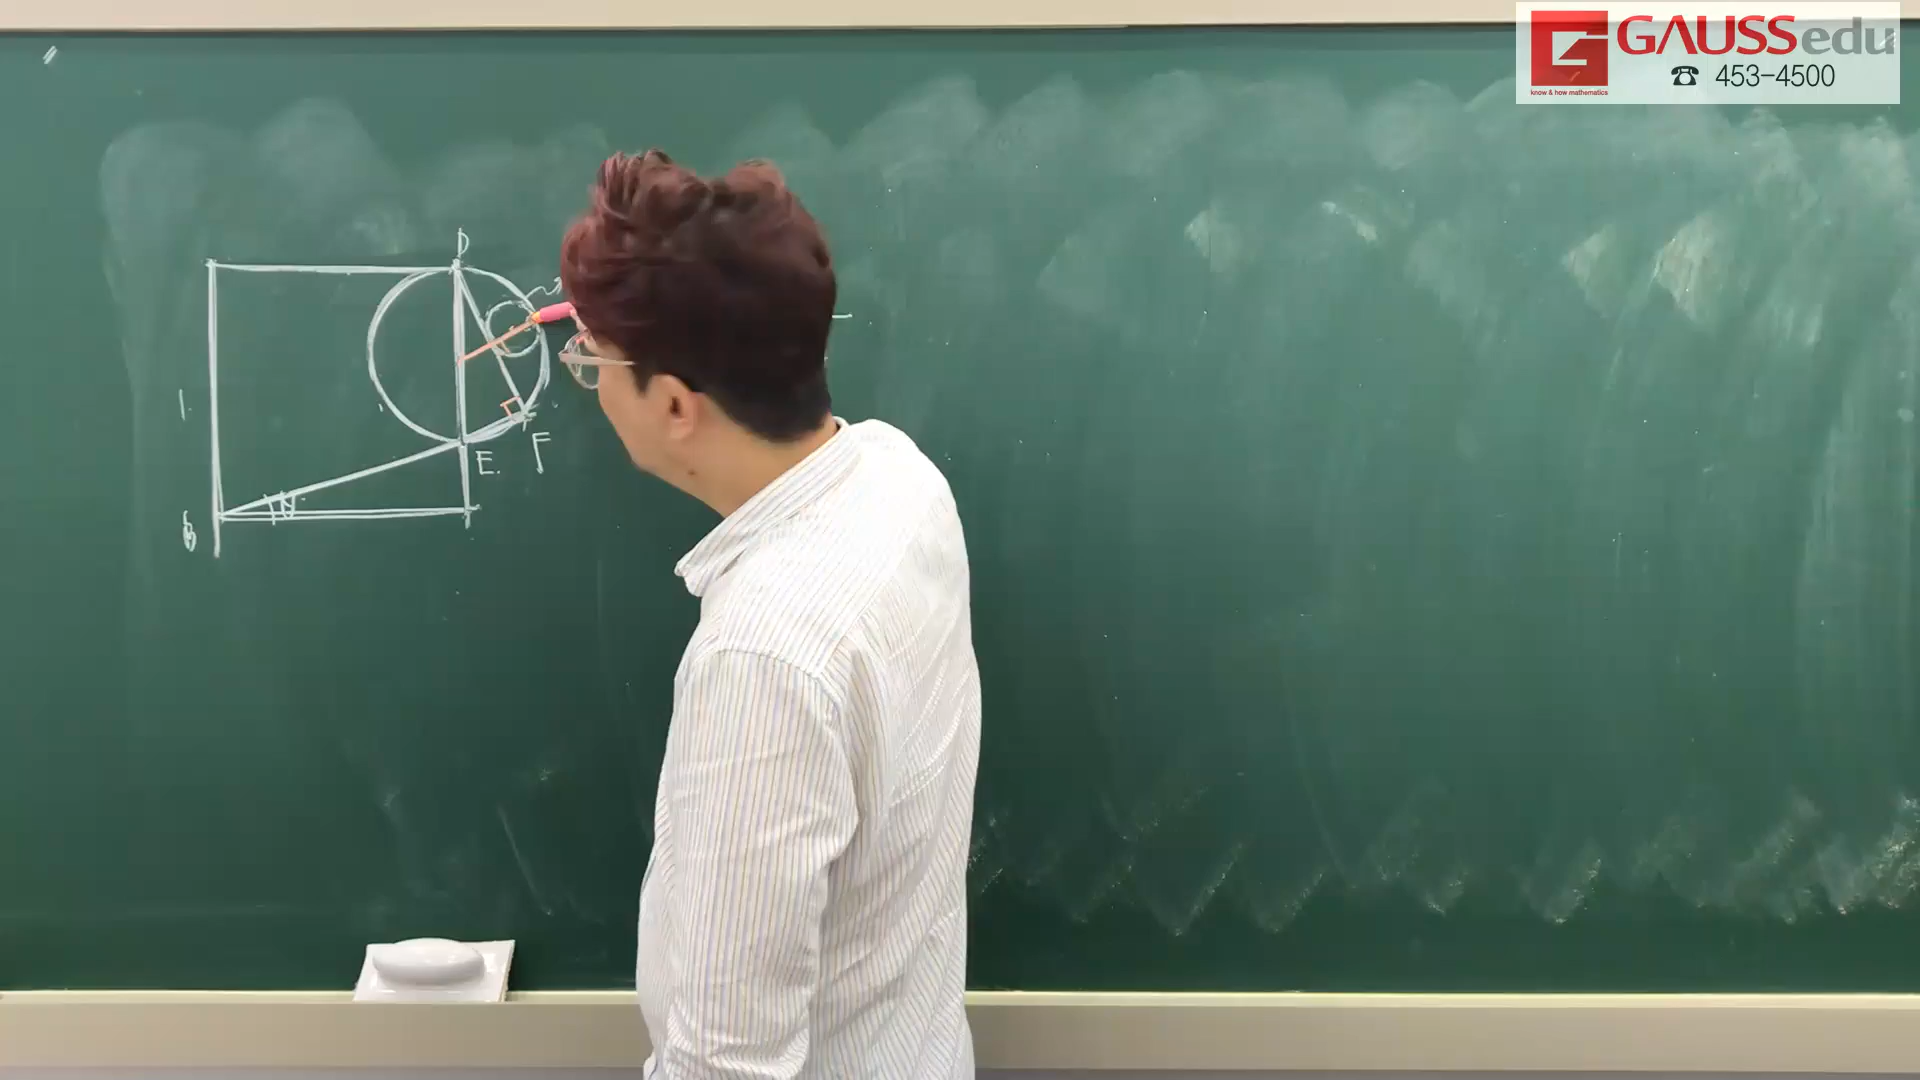 GAUSSedu
☎ 453-4500
know & how mathematics
D
1
E.
F
B